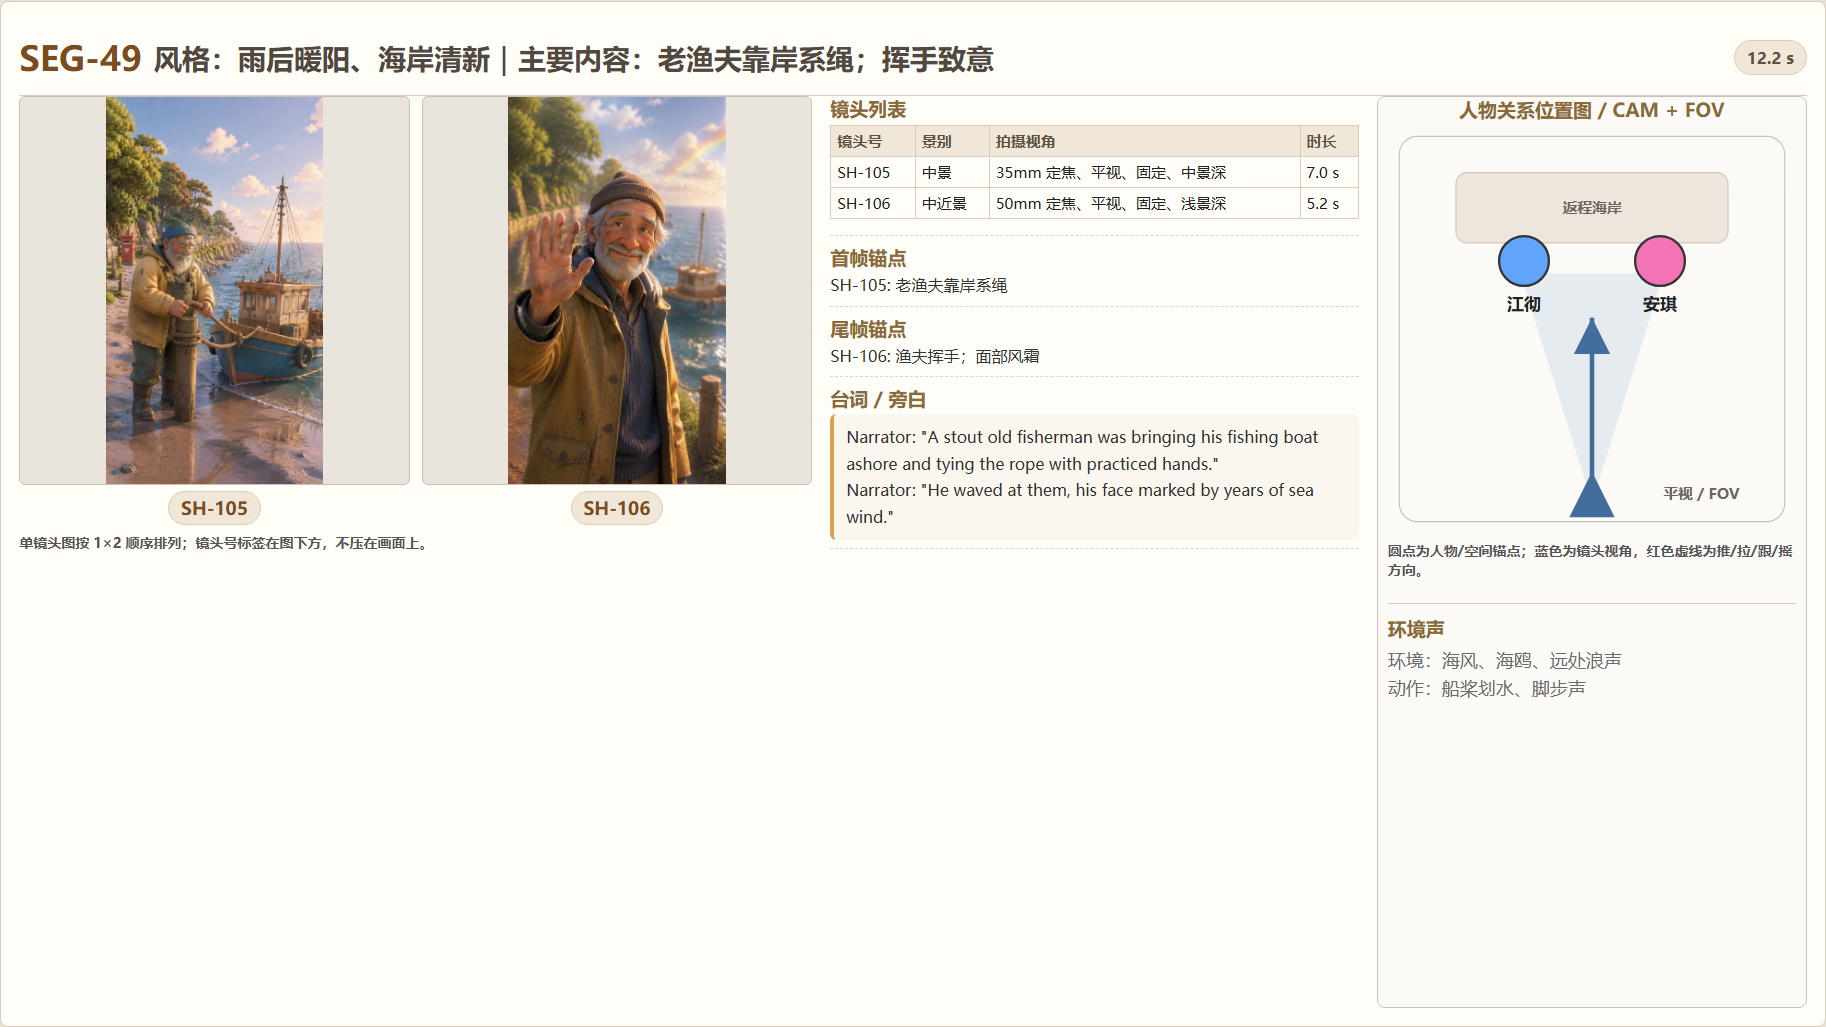 SEG-49 风格：雨后暖阳、海岸清新 | 主要内容：老渔夫靠岸系绳；挥手致意
12.2 s
SH-105
SH-106
单镜头图按 1×2 顺序排列；镜头号标签在图下方，不压在画面上。
镜头列表
镜头号 景别 拍摄视角 时长
SH-105 中景 35mm 定焦、平视、固定、中景深 7.0 s
SH-106 中近景 50mm 定焦、平视、固定、浅景深 5.2 s
首帧锚点
SH-105: 老渔夫靠岸系绳
尾帧锚点
SH-106: 渔夫挥手；面部风霜
台词 / 旁白
Narrator: "A stout old fisherman was bringing his fishing boat
ashore and tying the rope with practiced hands."
Narrator: "He waved at them, his face marked by years of sea
wind."
人物关系位置图 / CAM + FOV
返程海岸
江彻
安琪
平视 / FOV
圆点为人物/空间锚点；蓝色为镜头视角，红色虚线为推/拉/跟/摇
方向。
环境声
环境：海风、海鸥、远处浪声
动作：船桨划水、脚步声